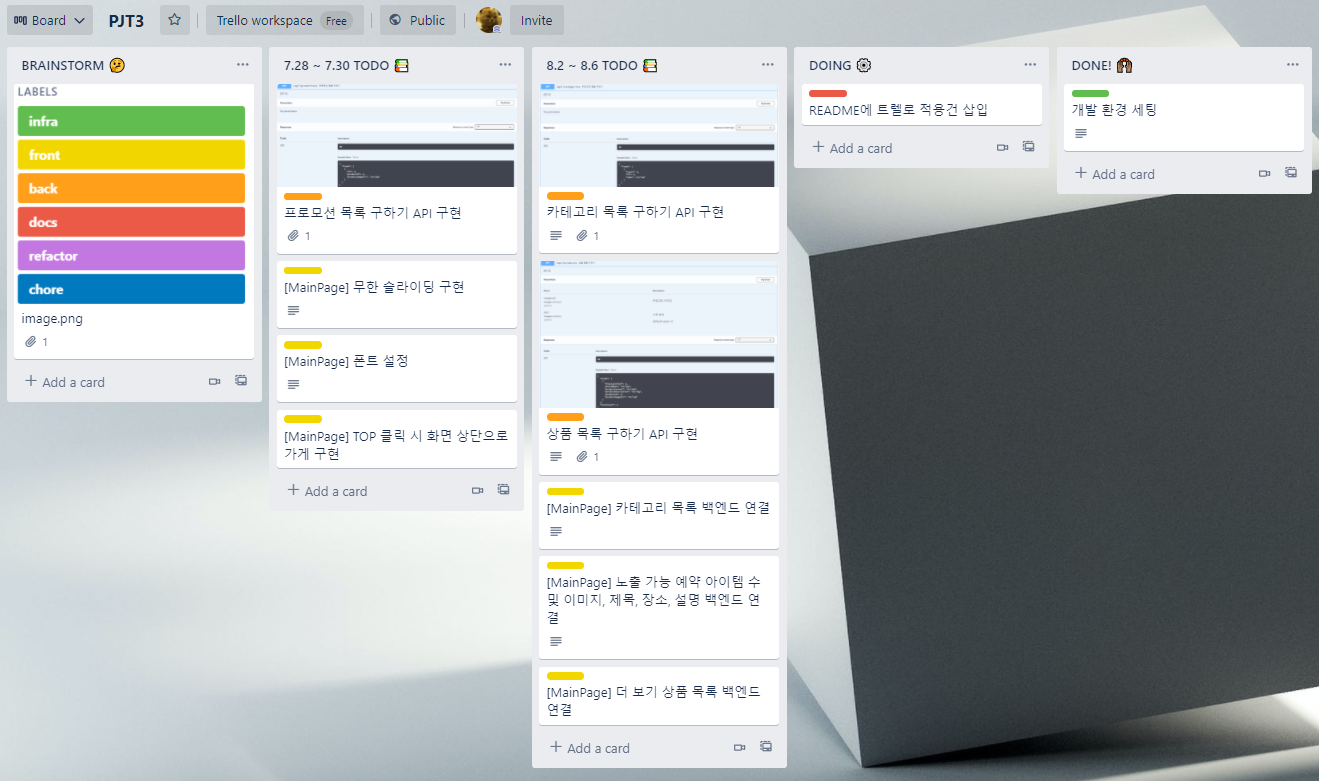 Board
PJT3
Trello workspace Free
Public
Invite
BRAINSTORM 🤔
LABELS
infra
front
back
docs
refactor
chore
image.png
1
+ Add a card
7.28 ~ 7.30 TODO
프로모션 목록 구하기 API 구현
1
[MainPage] 무한 슬라이딩 구현
[MainPage] 폰트 설정
[MainPage] TOP 클릭 시 화면 상단으로
가게 구현
+ Add a card
8.2 ~ 8.6 TODO
카테고리 목록 구하기 API 구현
1
상품 목록 구하기 API 구현
1
[MainPage] 카테고리 목록 백엔드 연결
[MainPage] 노출 가능 예약 아이템 수
및 이미지, 제목, 장소, 설명 백엔드 연
결
[MainPage] 더 보기 상품 목록 백엔드
연결
+ Add a card
DOING
README에 트렐로 적용건 삽입
+ Add a card
DONE!
개발 환경 세팅
+ Add a card